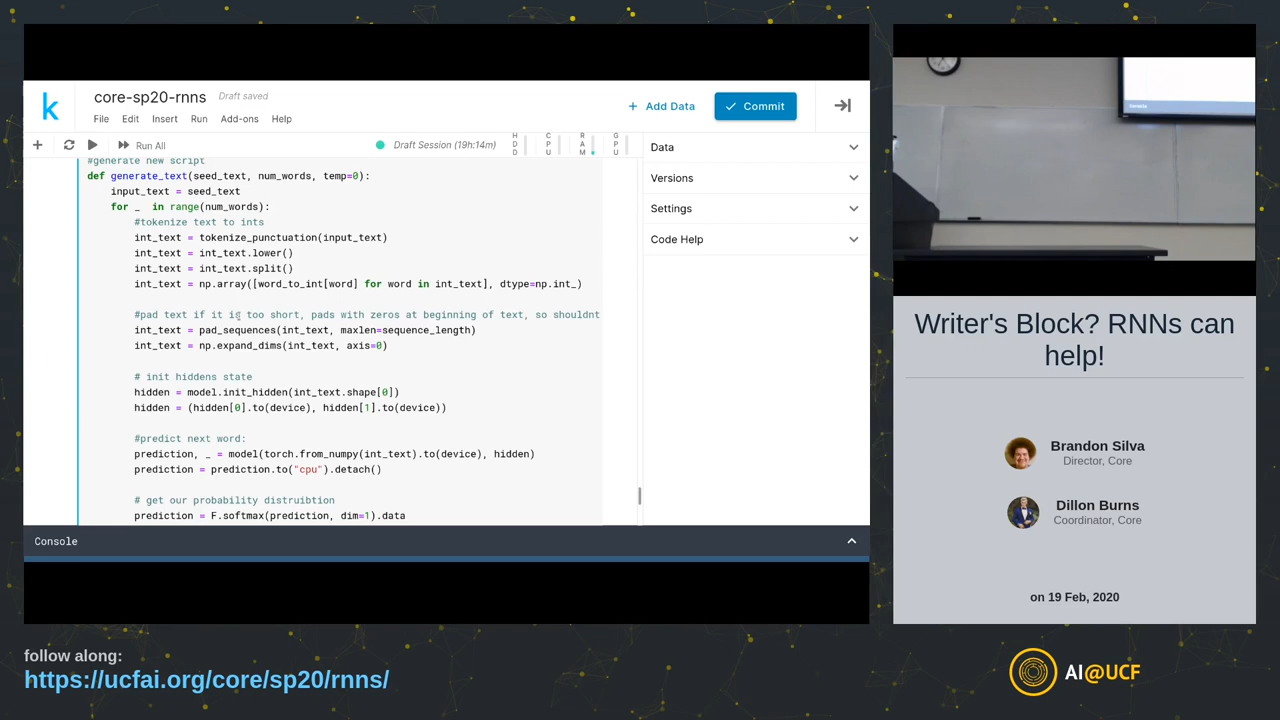 core-sp20-rnns Draft saved
+ Add Data
Commit
File Edit Insert Run Add-ons Help
Run All
Draft Session (19h:14m)
HDD
CPU
RAM
GPU
Data
Versions
Settings
Code Help
#generate new script
def generate_text(seed_text, num_words, temp=0):
input_text = seed_text
for _  in range(num_words):
#tokenize text to ints
int_text = tokenize_punctuation(input_text)
int_text = int_text.lower()
int_text = int_text.split()
int_text = np.array([word_to_int[word] for word in int_text], dtype=np.int_)
#pad text if it is too short, pads with zeros at beginning of text, so shouldnt
int_text = pad_sequences(int_text, maxlen=sequence_length)
int_text = np.expand_dims(int_text, axis=0)
# init hiddens state
hidden = model.init_hidden(int_text.shape[0])
hidden = (hidden[0].to(device), hidden[1].to(device))
#predict next word:
prediction, _ = model(torch.from_numpy(int_text).to(device), hidden)
prediction = prediction.to("cpu").detach()
# get our probability distruibtion
prediction = F.softmax(prediction, dim=1).data
Console
Writer's Block? RNNs can
help!
Brandon Silva
Director, Core
Dillon Burns
Coordinator, Core
on 19 Feb, 2020
follow along:
https://ucfai.org/core/sp20/rnns/
AI@UCF